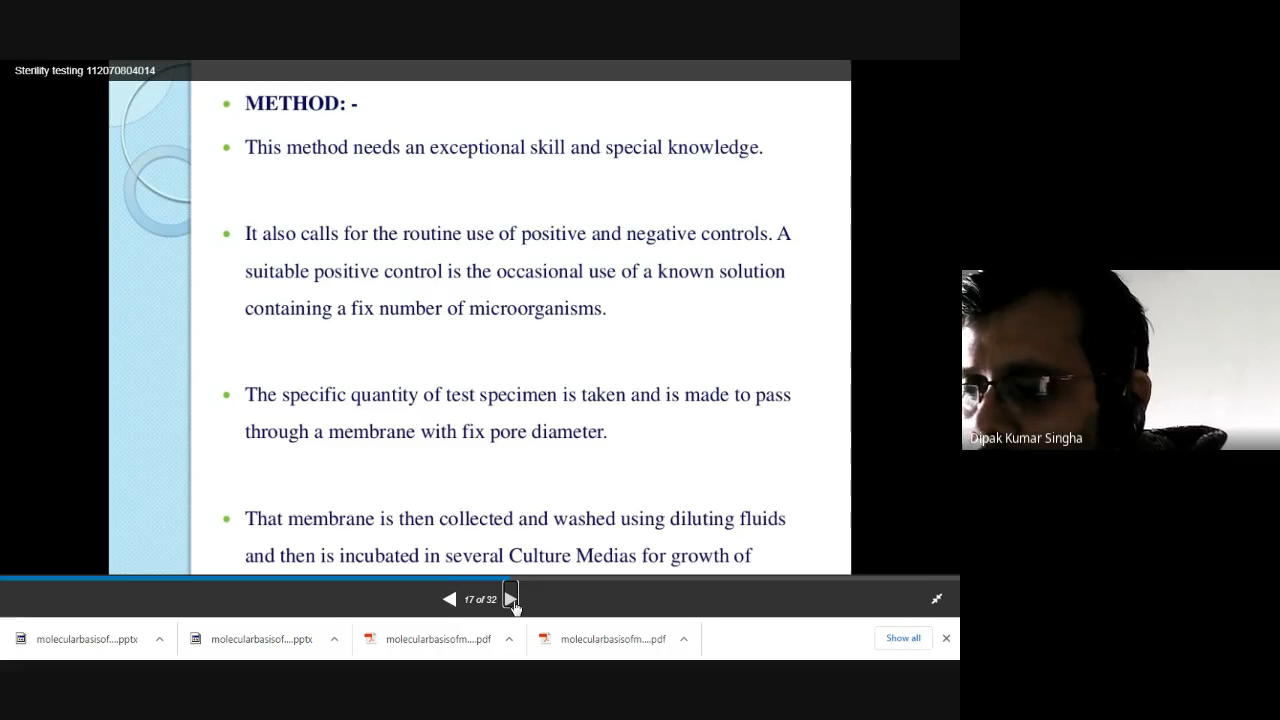 Sterility testing 112070804014
METHOD: -
This method needs an exceptional skill and special knowledge.
It also calls for the routine use of positive and negative controls. A
suitable positive control is the occasional use of a known solution
containing a fix number of microorganisms.
The specific quantity of test specimen is taken and is made to pass
through a membrane with fix pore diameter.
That membrane is then collected and washed using diluting fluids
and then is incubated in several Culture Medias for growth of
Dipak Kumar Singha
17 of 32
molecularbasisof....pptx
molecularbasisof....pptx
molecularbasisofm....pdf
molecularbasisofm....pdf
Show all